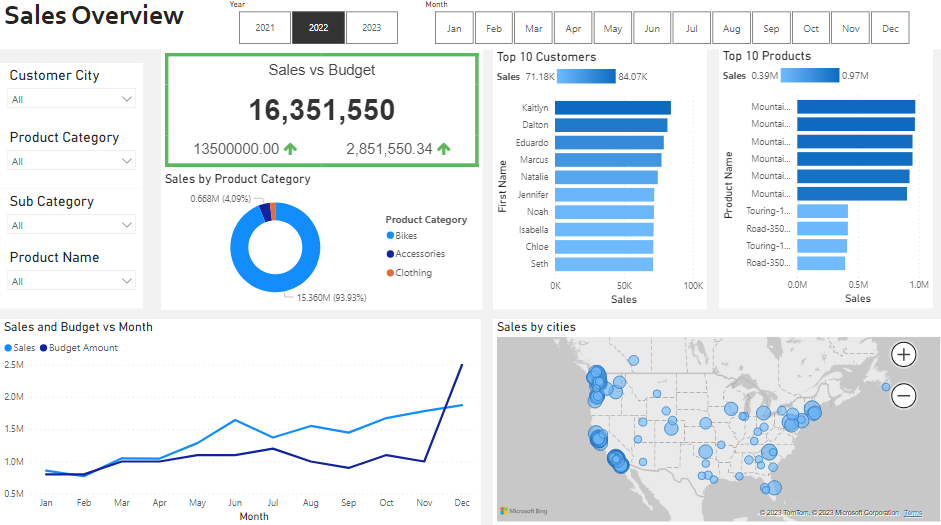 Sales Overview
Year
2021 2022 2023
Month
Jan Feb Mar Apr May Jun Jul Aug Sep Oct Nov Dec
Customer City
All
Product Category
All
Sub Category
All
Product Name
All
Sales vs Budget
16,351,550
13500000.00 2,851,550.34
Sales by Product Category
0.668M (4.09%)
15.360M (93.93%)
Product Category
Bikes
Accessories
Clothing
Top 10 Customers
Sales 71.18K 84.07K
First Name
Kaitlyn
Dalton
Eduardo
Marcus
Natalie
Jennifer
Noah
Isabella
Chloe
Seth
0K 50K 100K
Sales
Top 10 Products
Sales 0.39M 0.97M
Product Name
Mountai...
Mountai...
Mountai...
Mountai...
Mountai...
Mountai...
Touring-1...
Road-350...
Touring-1...
Road-350...
0.0M 0.5M 1.0M
Sales
Sales and Budget vs Month
Sales Budget Amount
2.5M
2.0M
1.5M
1.0M
0.5M
Jan Feb Mar Apr May Jun Jul Aug Sep Oct Nov Dec
Month
Sales by cities
Microsoft Bing
© 2023 TomTom, © 2023 Microsoft Corporation Terms